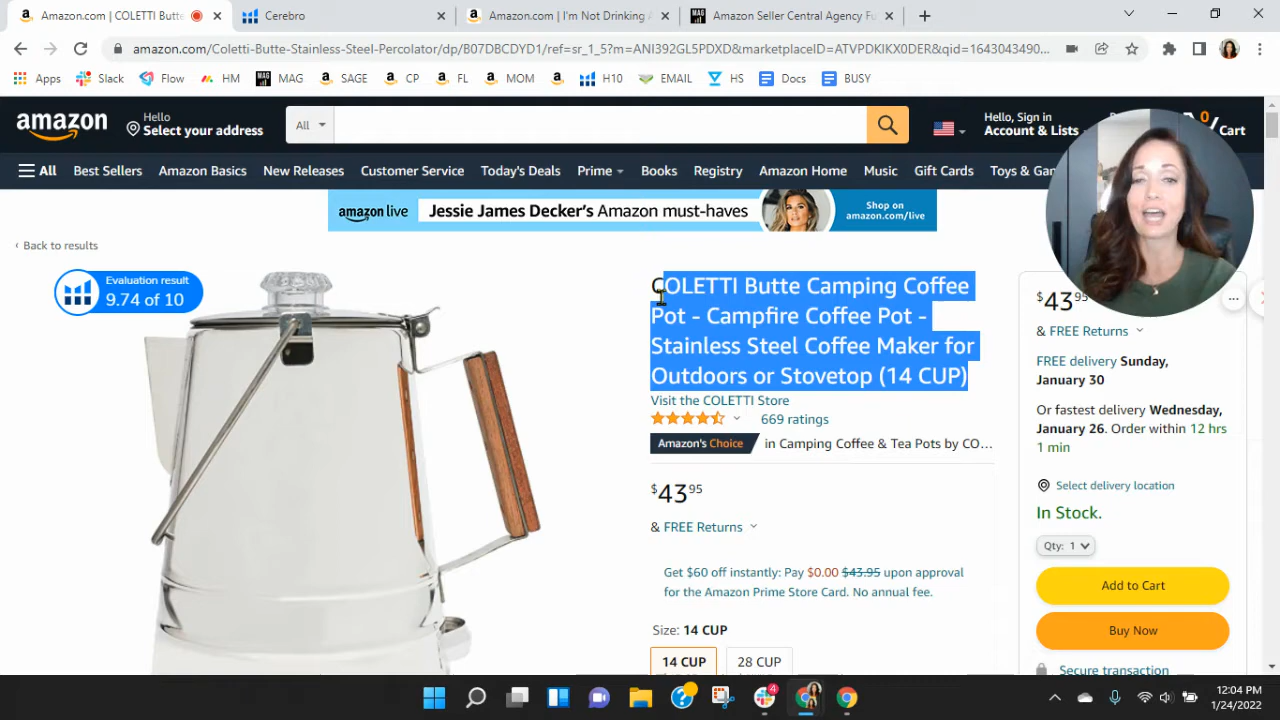 Amazon.com | COLETTI Butte
Cerebro
Amazon.com | I'm Not Drinking
Amazon Seller Central Agency Fu
amazon.com/Coletti-Butte-Stainless-Steel-Percolator/dp/B07DBCDYD1/ref=sr_1_5?m=ANI392GL5PDXD&marketplaceID=ATVPDKIKX0DER&qid=1643043490...
Apps Slack Flow HM MAG SAGE CP FL MOM H10 EMAIL HS Docs BUSY
amazon
Hello
Select your address
All
Hello, Sign in
Account & Lists
0
Cart
All Best Sellers Amazon Basics New Releases Customer Service Today's Deals Prime Books Registry Amazon Home Music Gift Cards Toys & Gam
amazon live Jessie James Decker's Amazon must-haves
Shop on
amazon.com/live
‹ Back to results
Evaluation result
9.74 of 10
COLETTI Butte Camping Coffee
Pot - Campfire Coffee Pot -
Stainless Steel Coffee Maker for
Outdoors or Stovetop (14 CUP)
Visit the COLETTI Store
669 ratings
Amazon's Choice in Camping Coffee & Tea Pots by CO...
$43 95
& FREE Returns
Get $60 off instantly: Pay $0.00 $43.95 upon approval
for the Amazon Prime Store Card. No annual fee.
Size: 14 CUP
14 CUP
28 CUP
$43 95
& FREE Returns
FREE delivery Sunday,
January 30
Or fastest delivery Wednesday,
January 26. Order within 12 hrs
1 min
Select delivery location
In Stock.
Qty: 1
Add to Cart
Buy Now
Secure transaction
4
12:04 PM
1/24/2022